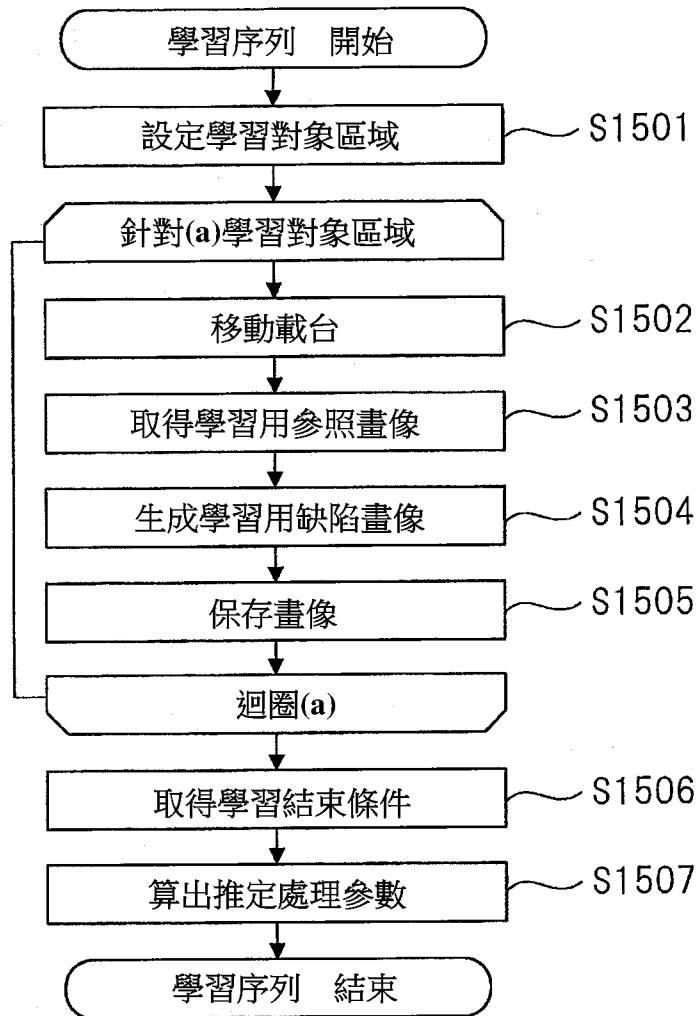 學習序列 開始
設定學習對象區域 S1501
針對(a)學習對象區域
移動載台 S1502
取得學習用參照畫像 S1503
生成學習用缺陷畫像 S1504
保存畫像 S1505
迴圈(a)
取得學習結束條件 S1506
算出推定處理參數 S1507
學習序列 結束